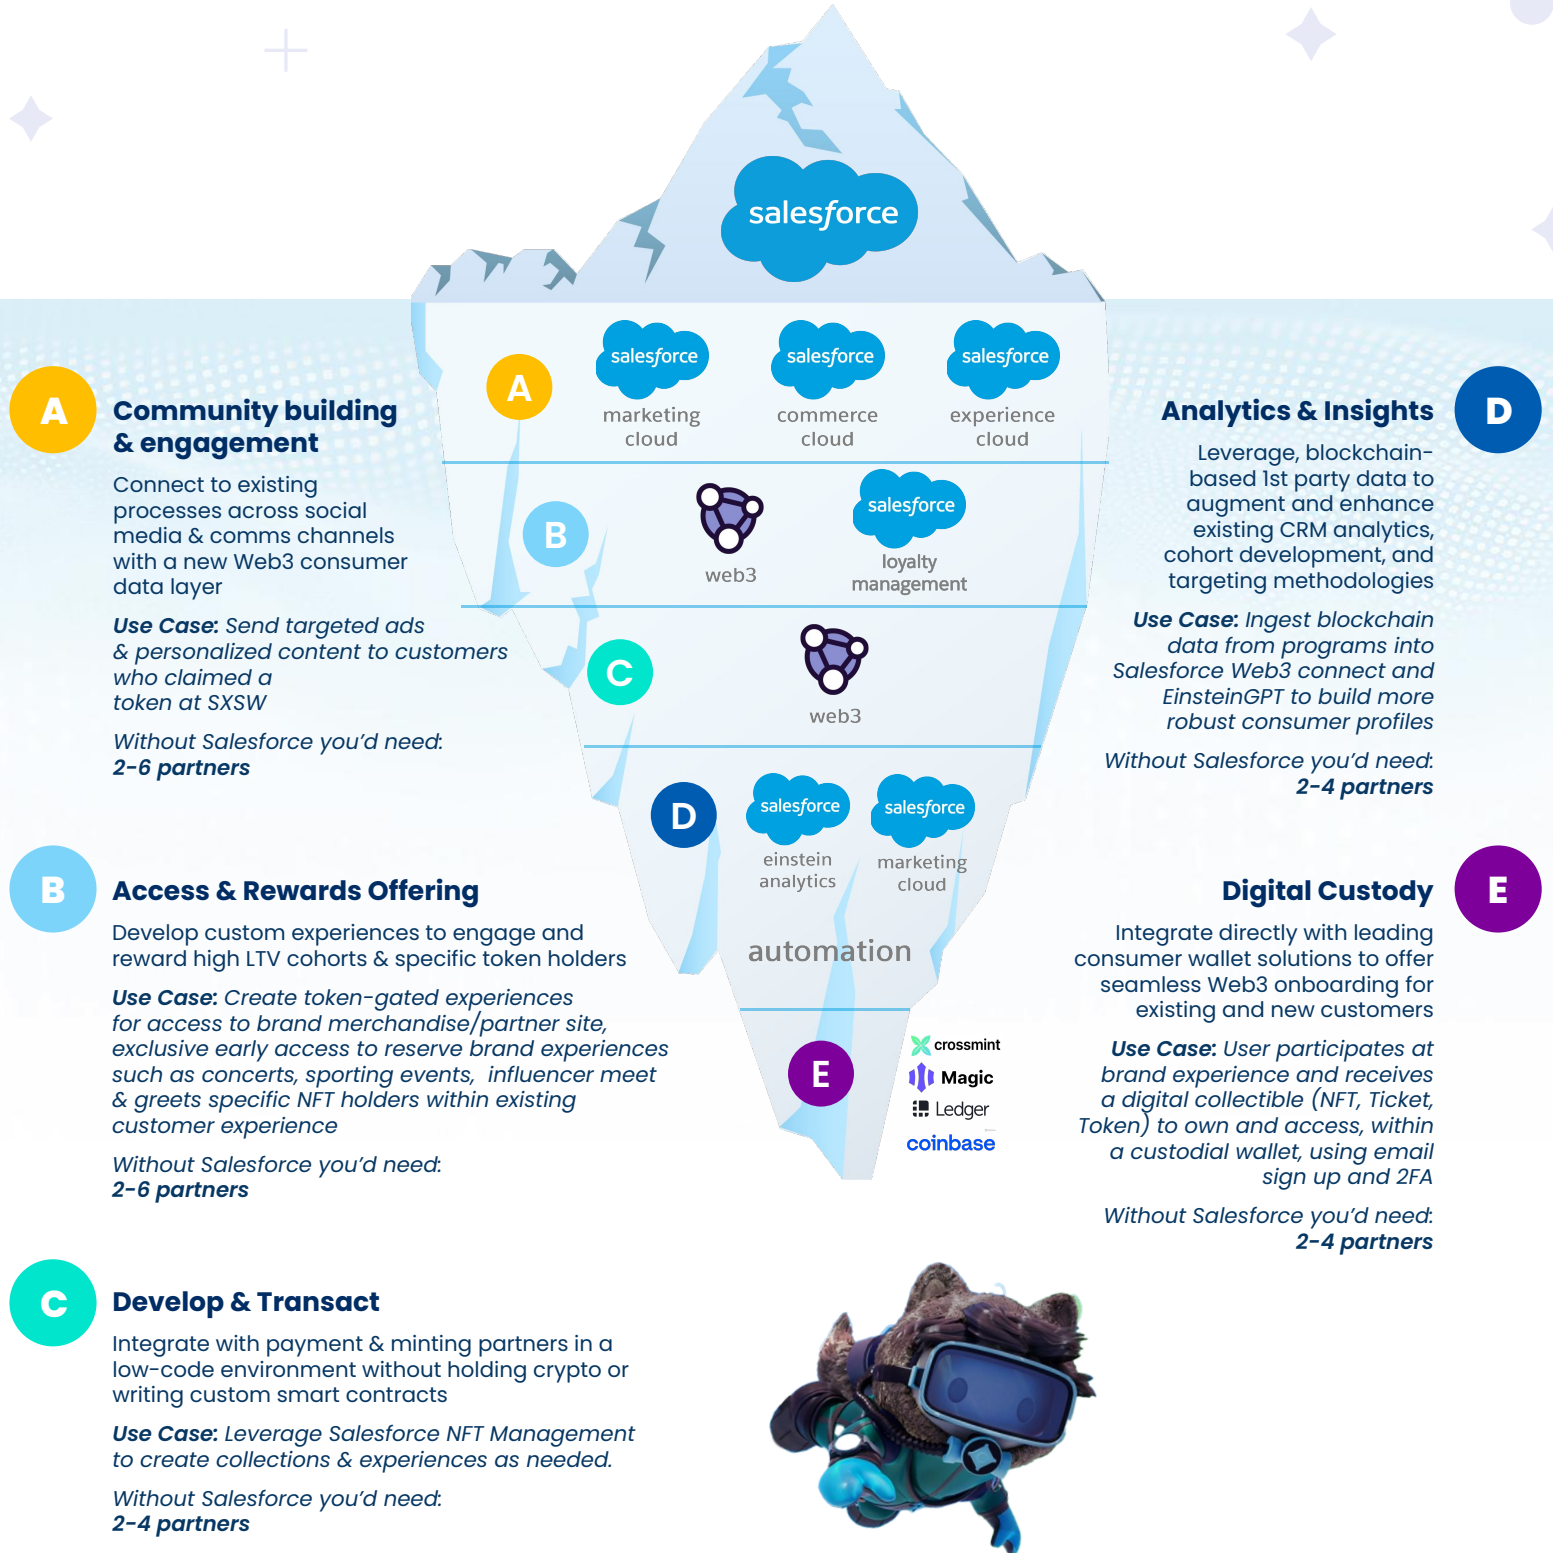 salesforce
A
salesforce
salesforce
salesforce
marketing
cloud
commerce
cloud
experience
cloud
B
web3
salesforce
loyalty
management
C
web3
D
salesforce
salesforce
einstein
analytics
marketing
cloud
automation
E
crossmint
Magic
Ledger
coinbase
A
Community building
& engagement
Connect to existing
processes across social
media & comms channels
with a new Web3 consumer
data layer
Use Case: Send targeted ads
& personalized content to customers
who claimed a
token at SXSW
Without Salesforce you’d need:
2-6 partners
B
Access & Rewards Offering
Develop custom experiences to engage and
reward high LTV cohorts & specific token holders
Use Case: Create token-gated experiences
for access to brand merchandise/partner site,
exclusive early access to reserve brand experiences
such as concerts, sporting events, influencer meet
& greets specific NFT holders within existing
customer experience
Without Salesforce you’d need:
2-6 partners
C
Develop & Transact
Integrate with payment & minting partners in a
low-code environment without holding crypto or
writing custom smart contracts
Use Case: Leverage Salesforce NFT Management
to create collections & experiences as needed.
Without Salesforce you’d need:
2-4 partners
D
Analytics & Insights
Leverage, blockchain-
based 1st party data to
augment and enhance
existing CRM analytics,
cohort development, and
targeting methodologies
Use Case: Ingest blockchain
data from programs into
Salesforce Web3 connect and
EinsteinGPT to build more
robust consumer profiles
Without Salesforce you’d need:
2-4 partners
E
Digital Custody
Integrate directly with leading
consumer wallet solutions to offer
seamless Web3 onboarding for
existing and new customers
Use Case: User participates at
brand experience and receives
a digital collectible (NFT, Ticket,
Token) to own and access, within
a custodial wallet, using email
sign up and 2FA
Without Salesforce you’d need:
2-4 partners